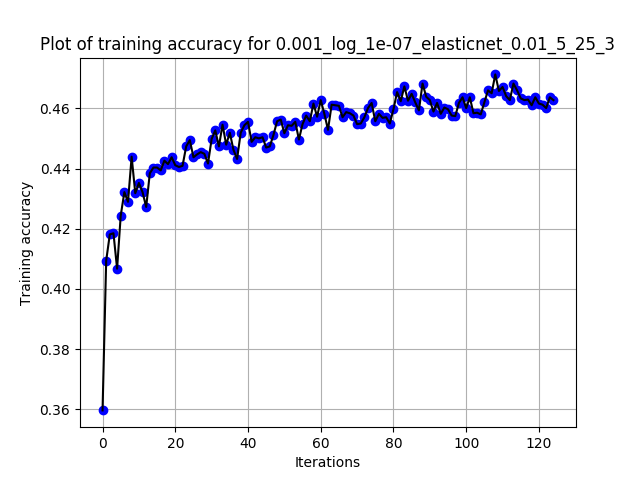 Plot of training accuracy for 0.001_log_1e-07_elasticnet_0.01_5_25_3
0.46
0.44
0.42
0.40
0.38
0.36
Training accuracy
0 20 40 60 80 100 120
Iterations